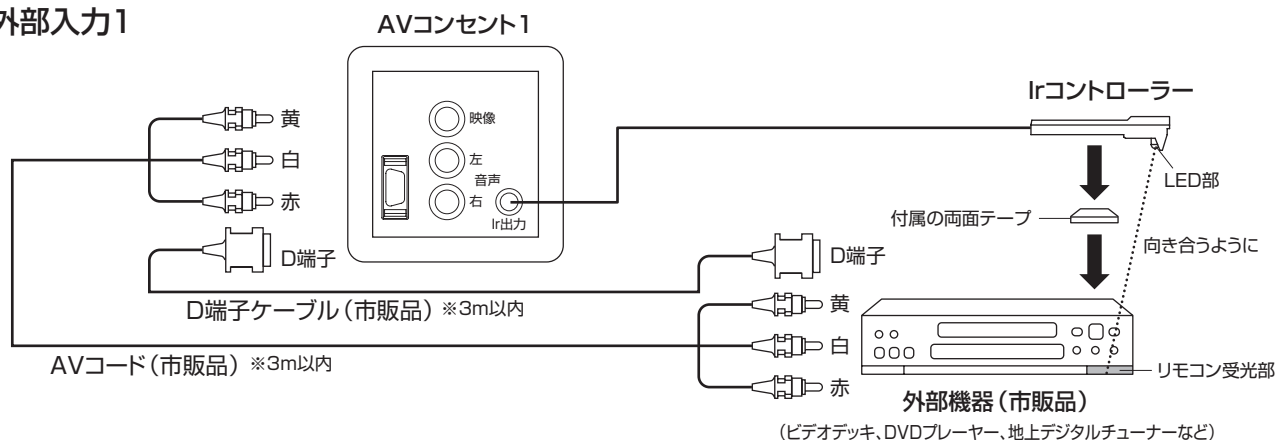 外部入力1
AVコンセント1
Irコントローラー
黄
白
赤
映像
左
音声
右
Ir出力
LED部
付属の両面テープ
向き合うように
D端子
D端子
D端子ケーブル（市販品）※3m以内
黄
白
赤
AVコード（市販品）※3m以内
リモコン受光部
外部機器（市販品）
（ビデオデッキ、DVDプレーヤー、地上デジタルチューナーなど）